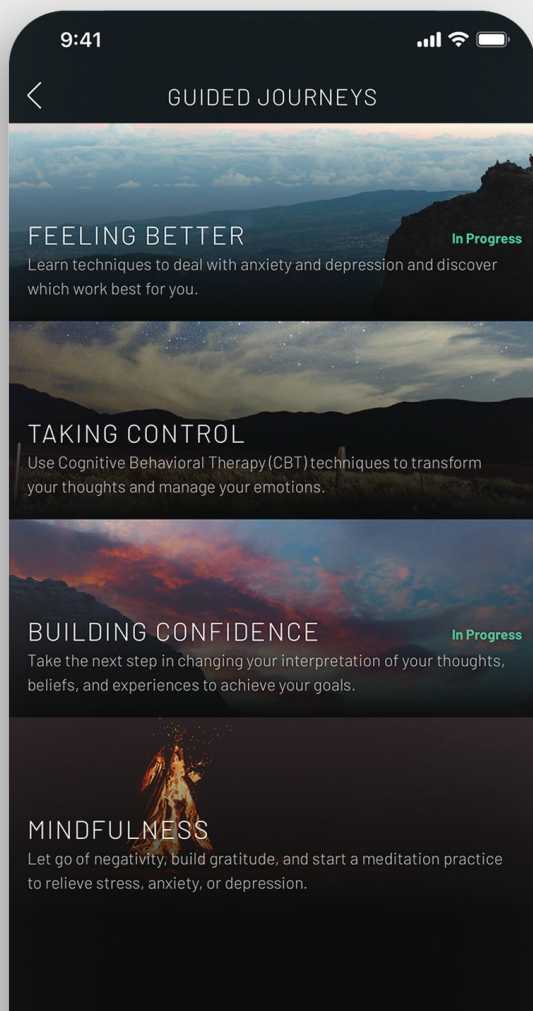 9:41
GUIDED JOURNEYS
FEELING BETTER
In Progress
Learn techniques to deal with anxiety and depression and discover
which work best for you.
TAKING CONTROL
Use Cognitive Behavioral Therapy (CBT) techniques to transform
your thoughts and manage your emotions.
BUILDING CONFIDENCE
In Progress
Take the next step in changing your interpretation of your thoughts,
beliefs, and experiences to achieve your goals.
MINDFULNESS
Let go of negativity, build gratitude, and start a meditation practice
to relieve stress, anxiety, or depression.